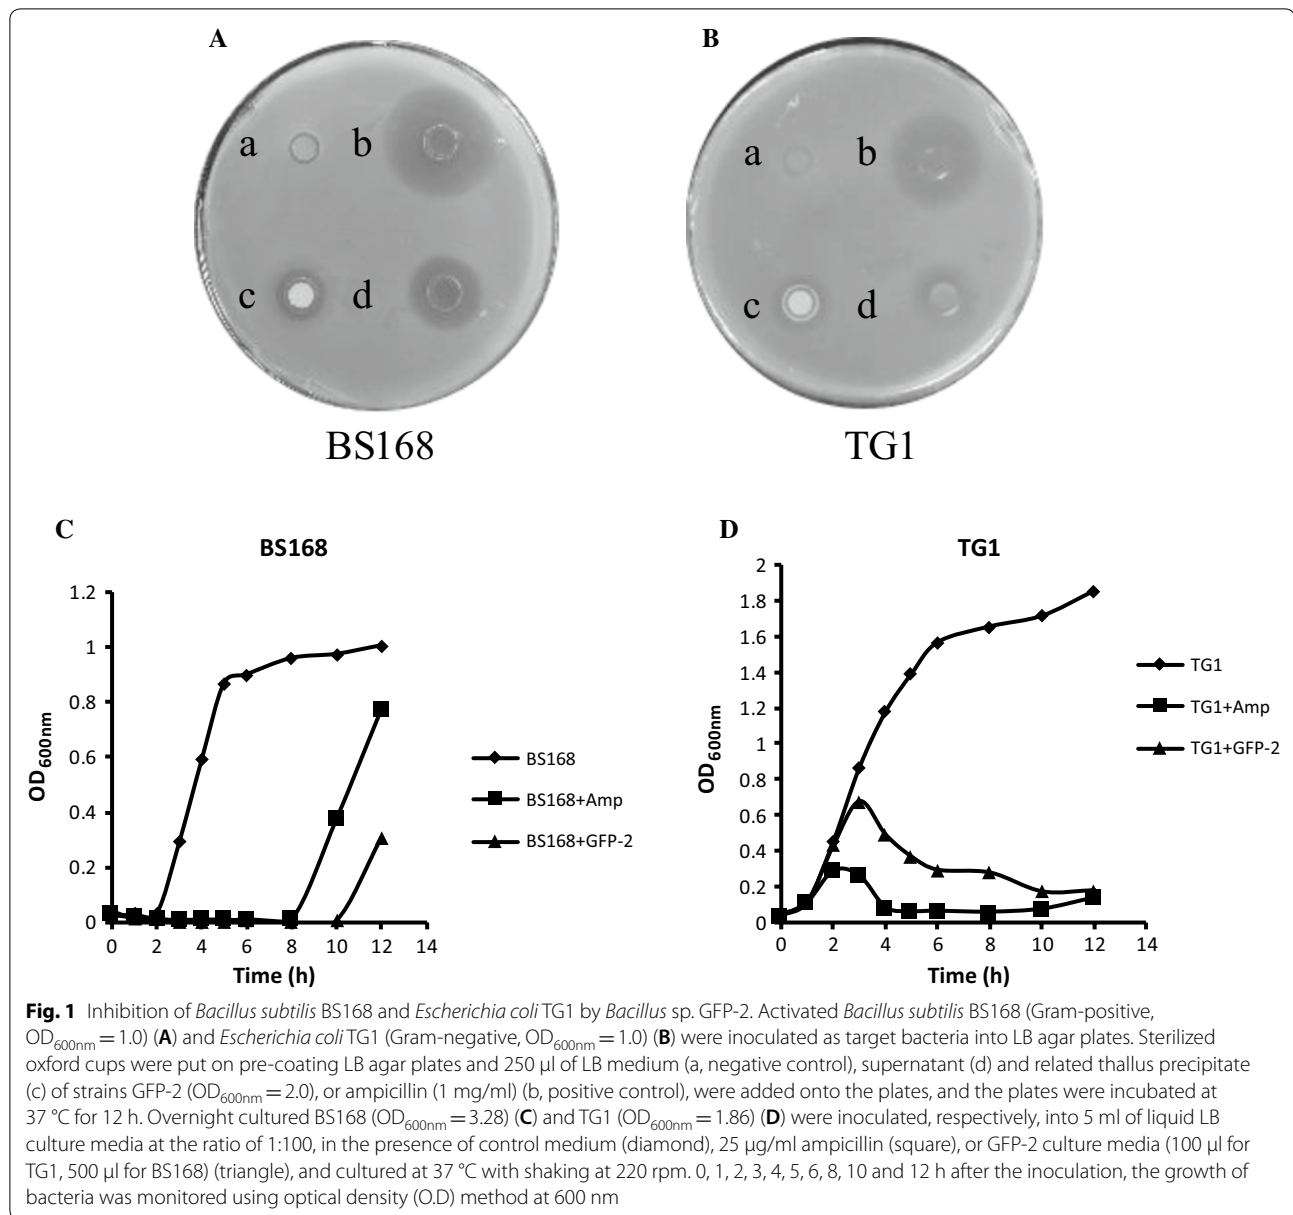 A
B
a
b
a
b
c
d
c
d
BS168
TG1
C
BS168
1.2
1
0.8
0.6
0.4
0.2
0
0 2 4 6 8 10 12 14
OD600nm
Time (h)
BS168
BS168+Amp
BS168+GFP-2
D
TG1
2
1.8
1.6
1.4
1.2
1
0.8
0.6
0.4
0.2
0
0 2 4 6 8 10 12 14
OD600nm
Time (h)
TG1
TG1+Amp
TG1+GFP-2
Fig. 1 Inhibition of Bacillus subtilis BS168 and Escherichia coli TG1 by Bacillus sp. GFP-2. Activated Bacillus subtilis BS168 (Gram-positive,
OD600nm = 1.0) (A) and Escherichia coli TG1 (Gram-negative, OD600nm = 1.0) (B) were inoculated as target bacteria into LB agar plates. Sterilized
oxford cups were put on pre-coating LB agar plates and 250 μl of LB medium (a, negative control), supernatant (d) and related thallus precipitate
(c) of strains GFP-2 (OD600nm = 2.0), or ampicillin (1 mg/ml) (b, positive control), were added onto the plates, and the plates were incubated at
37 °C for 12 h. Overnight cultured BS168 (OD600nm = 3.28) (C) and TG1 (OD600nm = 1.86) (D) were inoculated, respectively, into 5 ml of liquid LB
culture media at the ratio of 1:100, in the presence of control medium (diamond), 25 μg/ml ampicillin (square), or GFP-2 culture media (100 μl for
TG1, 500 μl for BS168) (triangle), and cultured at 37 °C with shaking at 220 rpm. 0, 1, 2, 3, 4, 5, 6, 8, 10 and 12 h after the inoculation, the growth of
bacteria was monitored using optical density (O.D) method at 600 nm